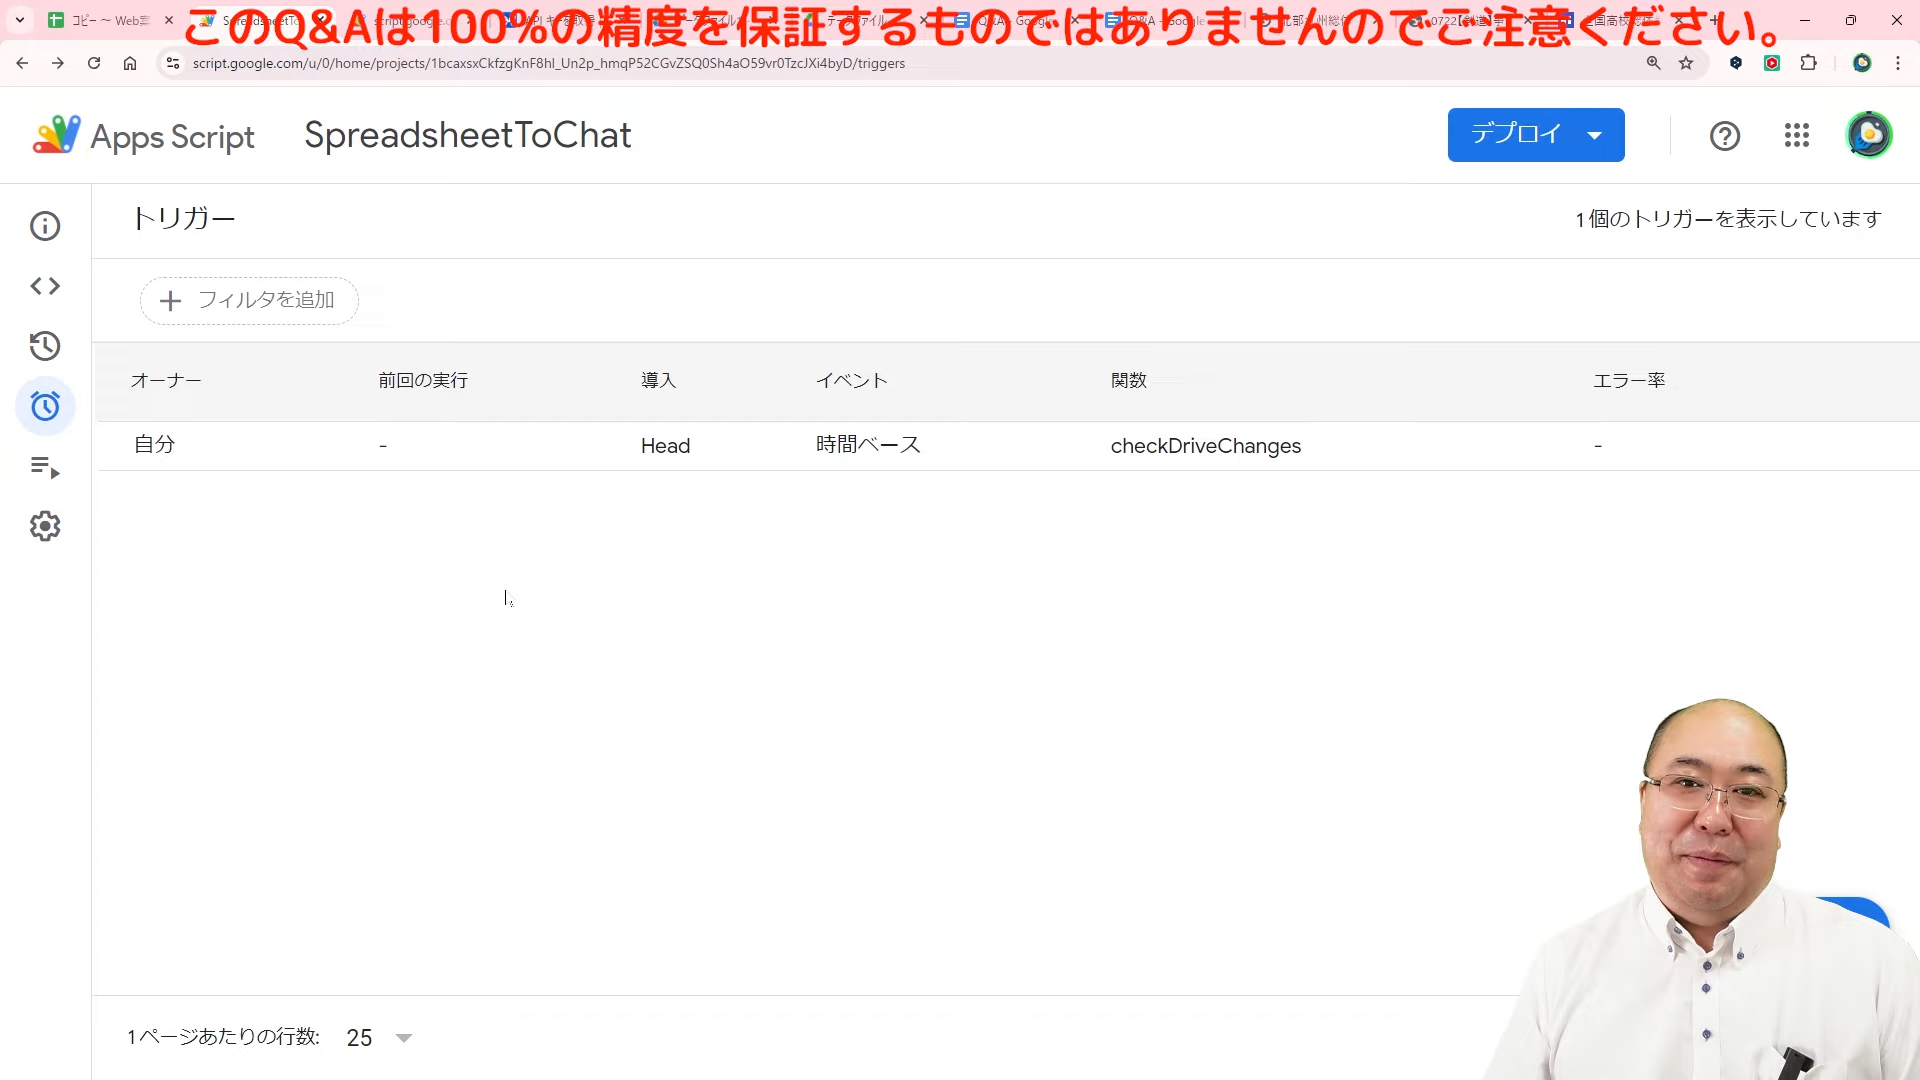 このQ&Aは100%の精度を保証するものではありませんのでご注意ください。
コピー ～ Web
script.google.com/u/0/home/projects/1bcaxsxCkfzgKnF8hl_Un2p_hmqP52CGvZSQ0Sh4aO59vr0TzcJXi4byD/triggers
Apps Script
SpreadsheetToChat
デプロイ
トリガー
1個のトリガーを表示しています
フィルタを追加
オーナー 前回の実行 導入 イベント 関数 エラー率
自分 - Head 時間ベース checkDriveChanges -
1ページあたりの行数: 25